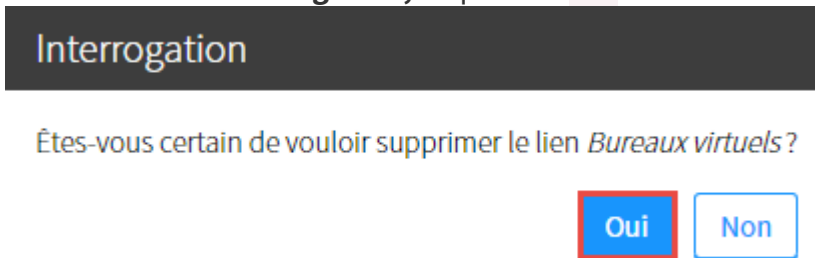 Interrogation
Êtes-vous certain de vouloir supprimer le lien Bureaux virtuels ?
Oui Non